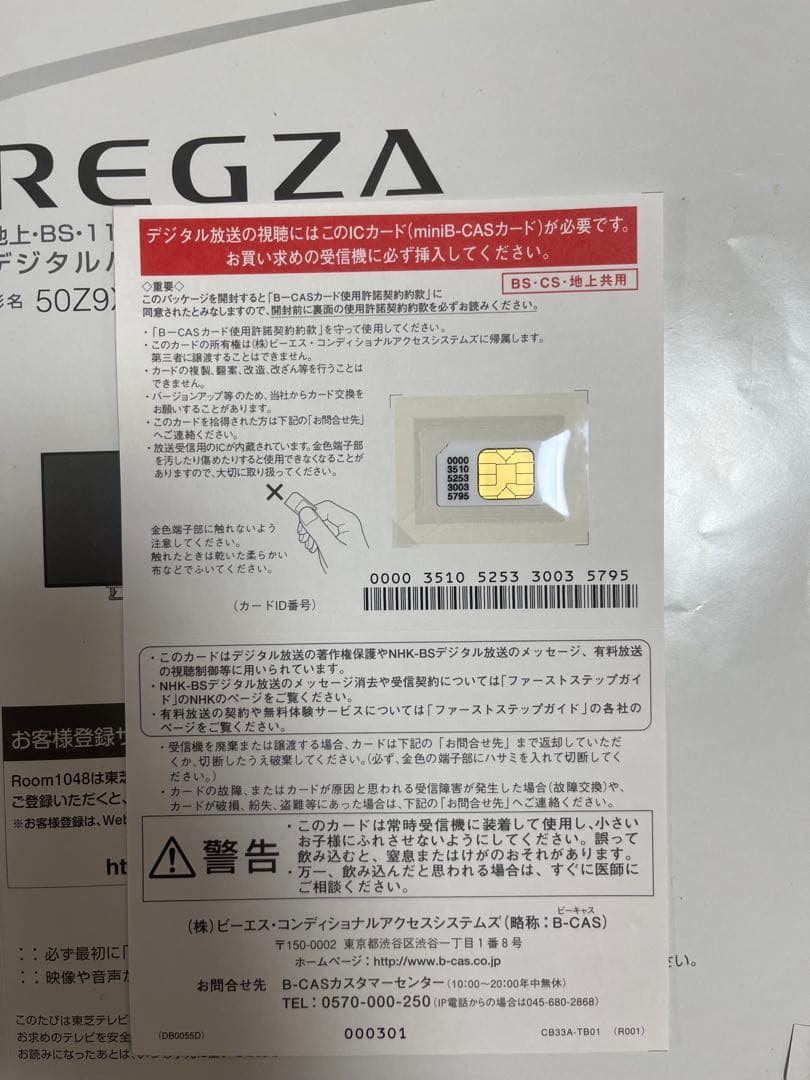 REGZA
地上・BS・11
デジタル
形名 50Z9X
デジタル放送の視聴にはこのICカード(miniB-CASカード)が必要です。
お買い求めの受信機に必ず挿入してください。
BS・CS・地上共用
◇重要◇
このパッケージを開封すると「B−CASカード使用許諾契約約款」に
同意されたとみなしますので、開封前に裏面の使用許諾契約約款を必ずお読みください。
・「B−CASカード使用許諾契約約款」を守って使用してください。
・このカードの所有権は(株)ビーエス・コンディショナルアクセスシステムズに帰属します。
第三者に譲渡することはできません。
・カードの複製、翻案、改造、改ざん等を行うことは
できません。
・バージョンアップ等のため、当社からカード交換を
お願いすることがあります。
・このカードを拾得された方は下記の「お問合せ先」
へご連絡ください。
・放送受信用のICが内蔵されています。金色端子部
を汚したり傷めたりすると使用できなくなることが
ありますので、大切に取り扱ってください。
0000
3510
5253
3003
5795
金色端子部に触れないよう
注意してください。
触れたときは乾いた柔らかい
布などでふいてください。
0000 3510 5253 3003 5795
(カードID番号)
・このカードはデジタル放送の著作権保護やNHK-BSデジタル放送のメッセージ、有料放送
の視聴制御等に用いられています。
・NHK-BSデジタル放送のメッセージ消去や受信契約については「ファーストステップガイ
ド」のNHKのページをご覧ください。
・有料放送の契約や無料体験サービスについては「ファーストステップガイド」の各社の
ページをご覧ください。
・受信機を廃棄または譲渡する場合、カードは下記の「お問合せ先」まで返却していただ
くか、切断したうえ破棄してください。(必ず、金色の端子部にハサミを入れて切断してく
ださい。)
・カードの故障、またはカードが原因と思われる受信障害が発生した場合(故障交換)や、
カードが破損、紛失、盗難等にあった場合は、下記の「お問合せ先」へご連絡ください。
警告
・このカードは常時受信機に装着して使用し、小さい
お子様にふれさせないようにしてください。誤って
飲み込むと、窒息またはけがのおそれがあります。
・万一、飲み込んだと思われる場合は、すぐに医師に
ご相談ください。
(株)ビーエス・コンディショナルアクセスシステムズ(略称：B-CAS)
ビーキャス
〒150-0002 東京都渋谷区渋谷一丁目1番8号
ホームページ：http://www.b-cas.co.jp
お問合せ先 B-CASカスタマーセンター(10:00〜20:00年中無休)
TEL：0570-000-250(IP電話からの場合は045-680-2868)
(DB0055D) 000301 CB33A-TB01 (R001)
お客様登録
Room1048は東芝
ご登録いただくと、
※お客様登録は、Web
ht
：：必ず最初に「
：：映像や音声が
い。
このたびは東芝テレビ
お求めのテレビを安全
お読みになったあとは、